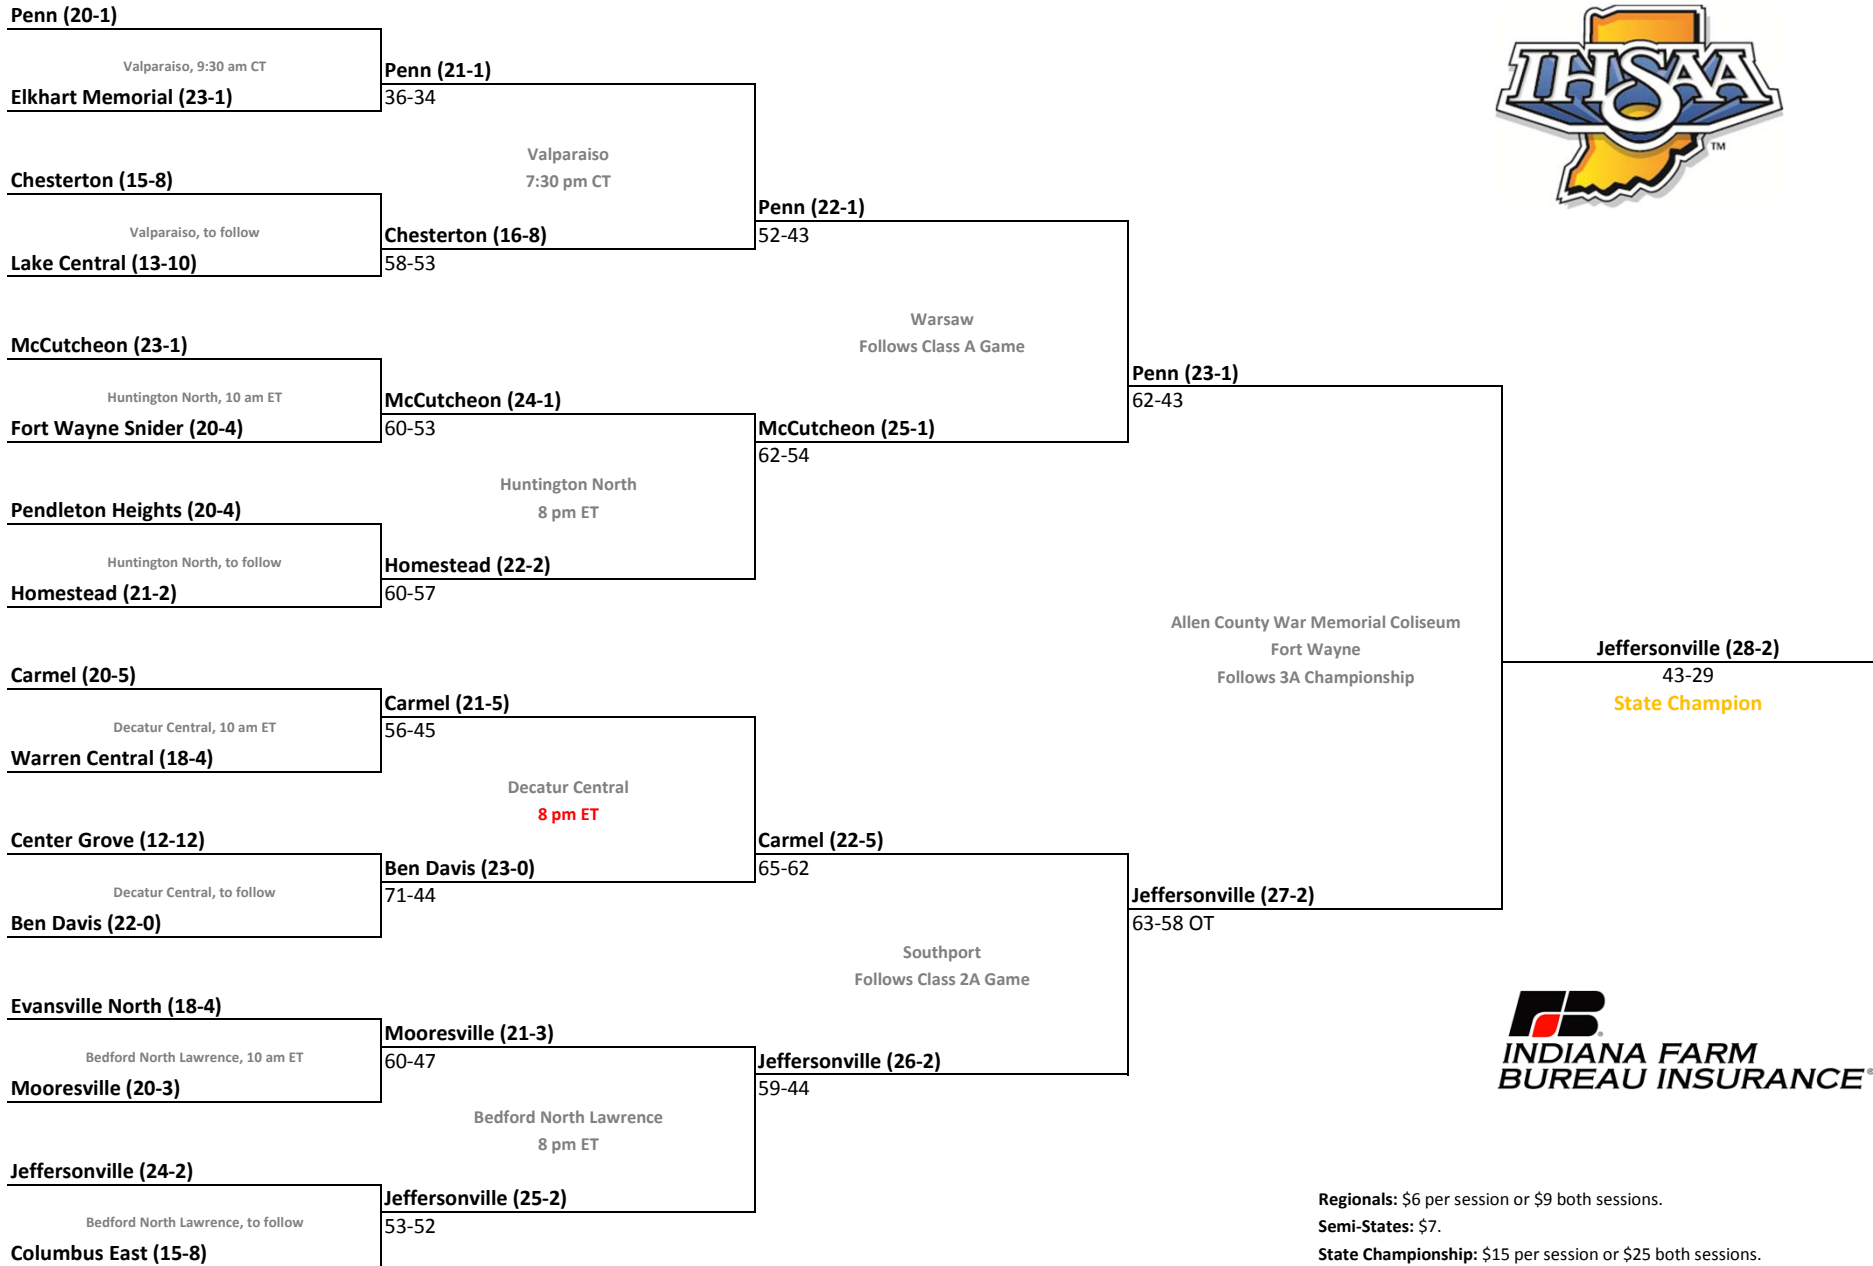 Penn (20-1)
Valparaiso, 9:30 am CT
Elkhart Memorial (23-1)
Penn (21-1)
36-34
Chesterton (15-8)
Valparaiso, to follow
Lake Central (13-10)
Chesterton (16-8)
58-53
Valparaiso
7:30 pm CT
Penn (22-1)
52-43
McCutcheon (23-1)
Huntington North, 10 am ET
Fort Wayne Snider (20-4)
McCutcheon (24-1)
60-53
Pendleton Heights (20-4)
Huntington North, to follow
Homestead (21-2)
Homestead (22-2)
60-57
Huntington North
8 pm ET
McCutcheon (25-1)
62-54
Warsaw
Follows Class A Game
Penn (23-1)
62-43
Carmel (20-5)
Decatur Central, 10 am ET
Warren Central (18-4)
Carmel (21-5)
56-45
Center Grove (12-12)
Decatur Central, to follow
Ben Davis (22-0)
Ben Davis (23-0)
71-44
Decatur Central
8 pm ET
Carmel (22-5)
65-62
Evansville North (18-4)
Bedford North Lawrence, 10 am ET
Mooresville (20-3)
Mooresville (21-3)
60-47
Jeffersonville (24-2)
Bedford North Lawrence, to follow
Columbus East (15-8)
Jeffersonville (25-2)
53-52
Bedford North Lawrence
8 pm ET
Jeffersonville (26-2)
59-44
Southport
Follows Class 2A Game
Jeffersonville (27-2)
63-58 OT
Allen County War Memorial Coliseum
Fort Wayne
Follows 3A Championship
Jeffersonville (28-2)
43-29
State Champion
IHSAA
TM
FB
INDIANA FARM
BUREAU INSURANCE®
Regionals: $6 per session or $9 both sessions.
Semi-States: $7.
State Championship: $15 per session or $25 both sessions.